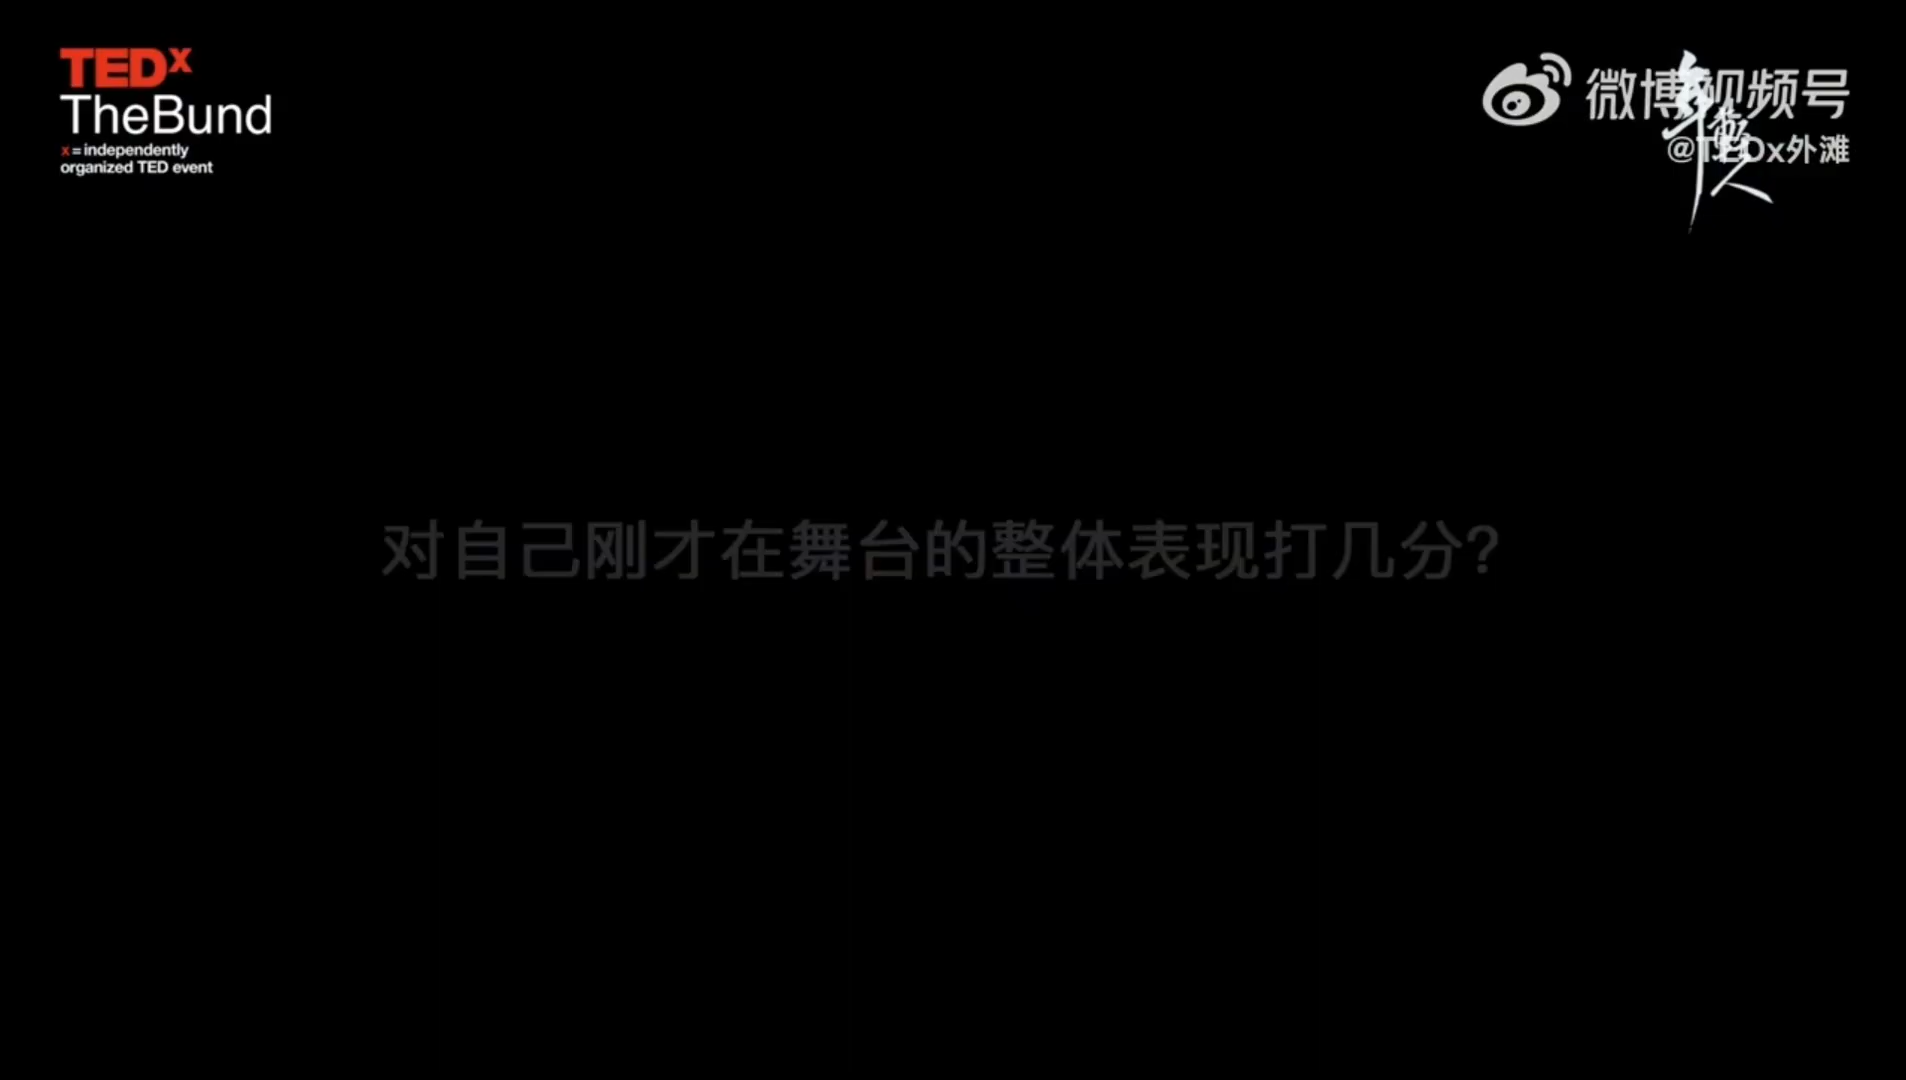 TEDx
TheBund
x = independently
organized TED event
微博视频号
@TEDx外滩
对自己刚才在舞台的整体表现打几分？